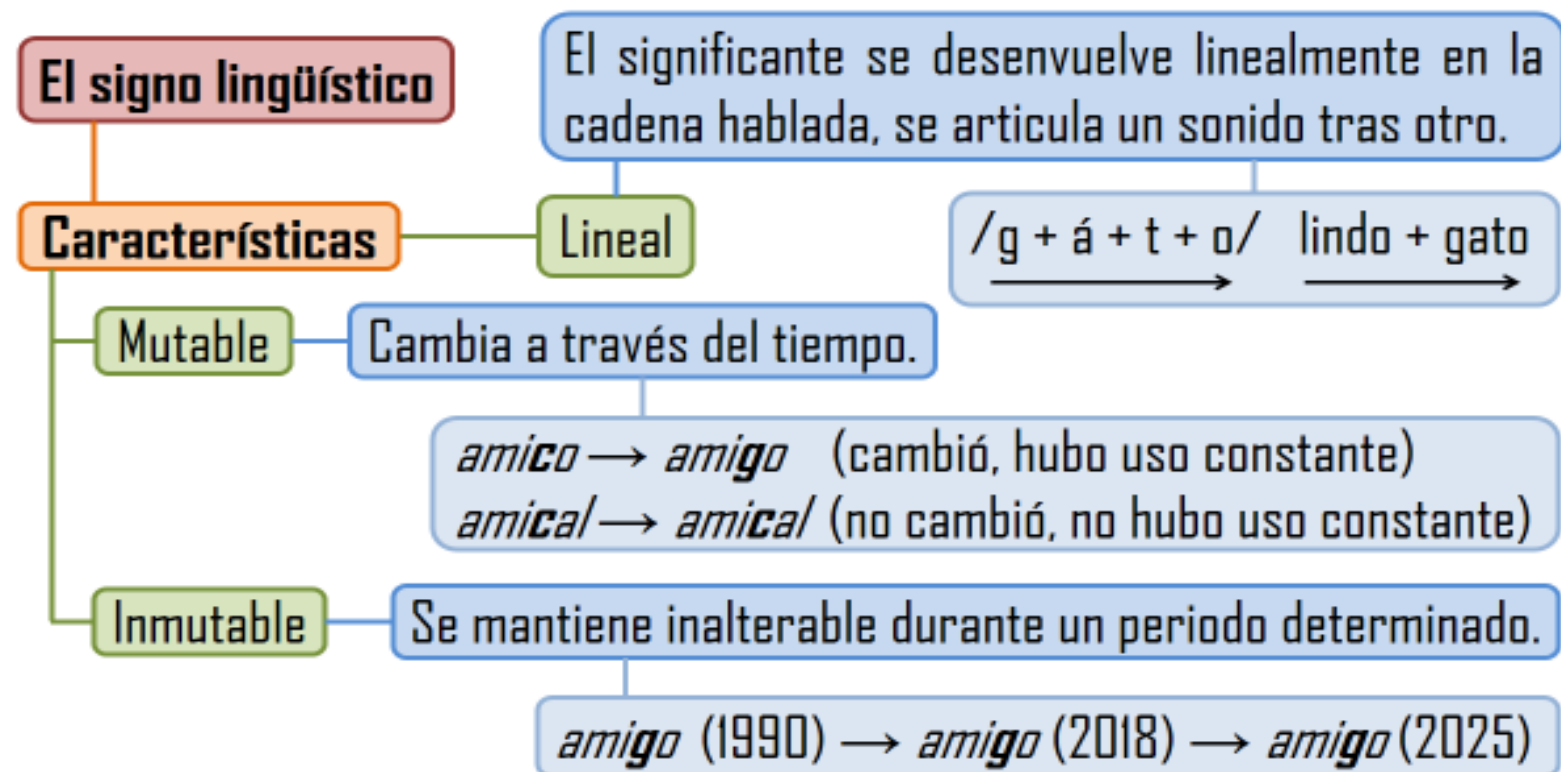 El signo lingüístico
El significante se desenvuelve linealmente en la
cadena hablada, se articula un sonido tras otro.
Características
Lineal
/g + á + t + o/ lindo + gato
Mutable
Cambia a través del tiempo.
amico → amigo (cambió, hubo uso constante)
amical → amical (no cambió, no hubo uso constante)
Inmutable
Se mantiene inalterable durante un periodo determinado.
amigo (1990) → amigo (2018) → amigo (2025)